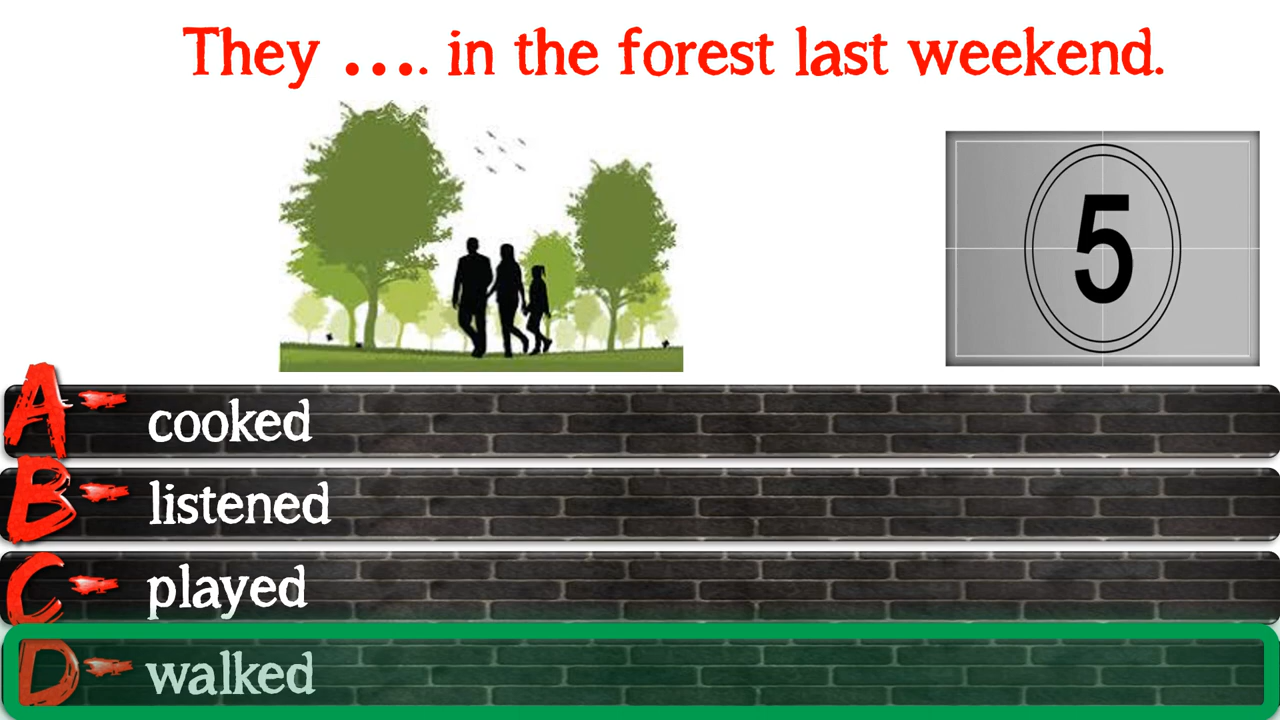 They .... in the forest last weekend.
5
A- cooked
B- listened
C- played
D- walked